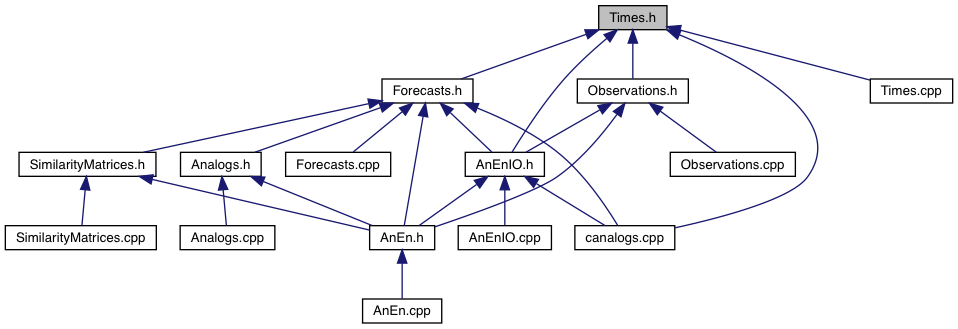 Times.h
Forecasts.h
Observations.h
Times.cpp
SimilarityMatrices.h
Analogs.h
Forecasts.cpp
AnEnIO.h
Observations.cpp
SimilarityMatrices.cpp
Analogs.cpp
AnEn.h
AnEnIO.cpp
canalogs.cpp
AnEn.cpp